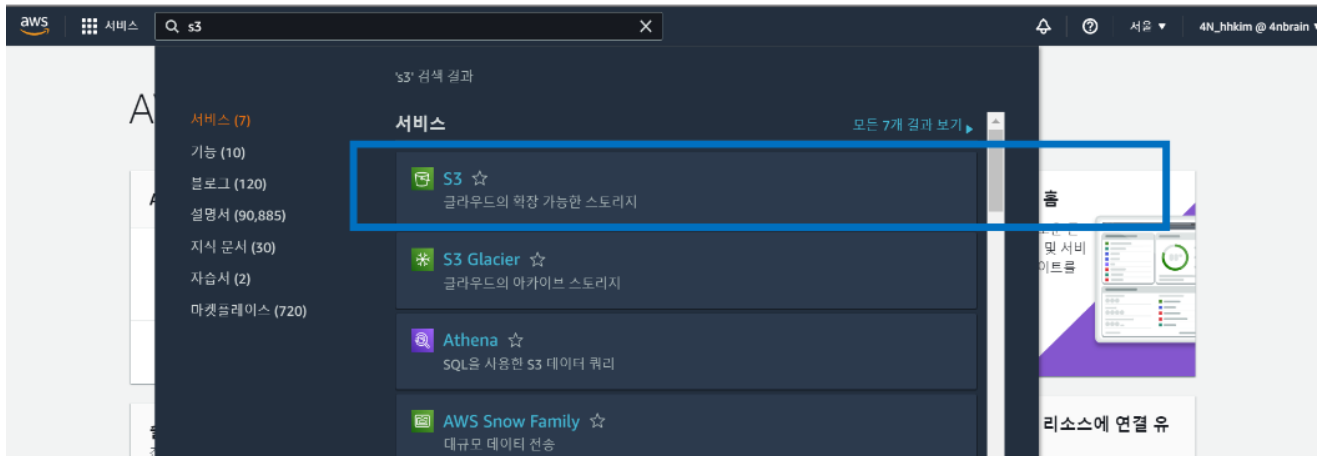 aws 서비스 s3 서울 ▼ 4N_hhkim @ 4nbrain
's3' 검색 결과
서비스 (7)
기능 (10)
블로그 (120)
설명서 (90,885)
지식 문서 (30)
자습서 (2)
마켓플레이스 (720)
서비스
모든 7개 결과 보기 ▶
S3
클라우드의 확장 가능한 스토리지
S3 Glacier
클라우드의 아카이브 스토리지
Athena
SQL을 사용한 S3 데이터 쿼리
AWS Snow Family
대규모 데이터 전송
홈
및 서비
이트를
리소스에 연결 유